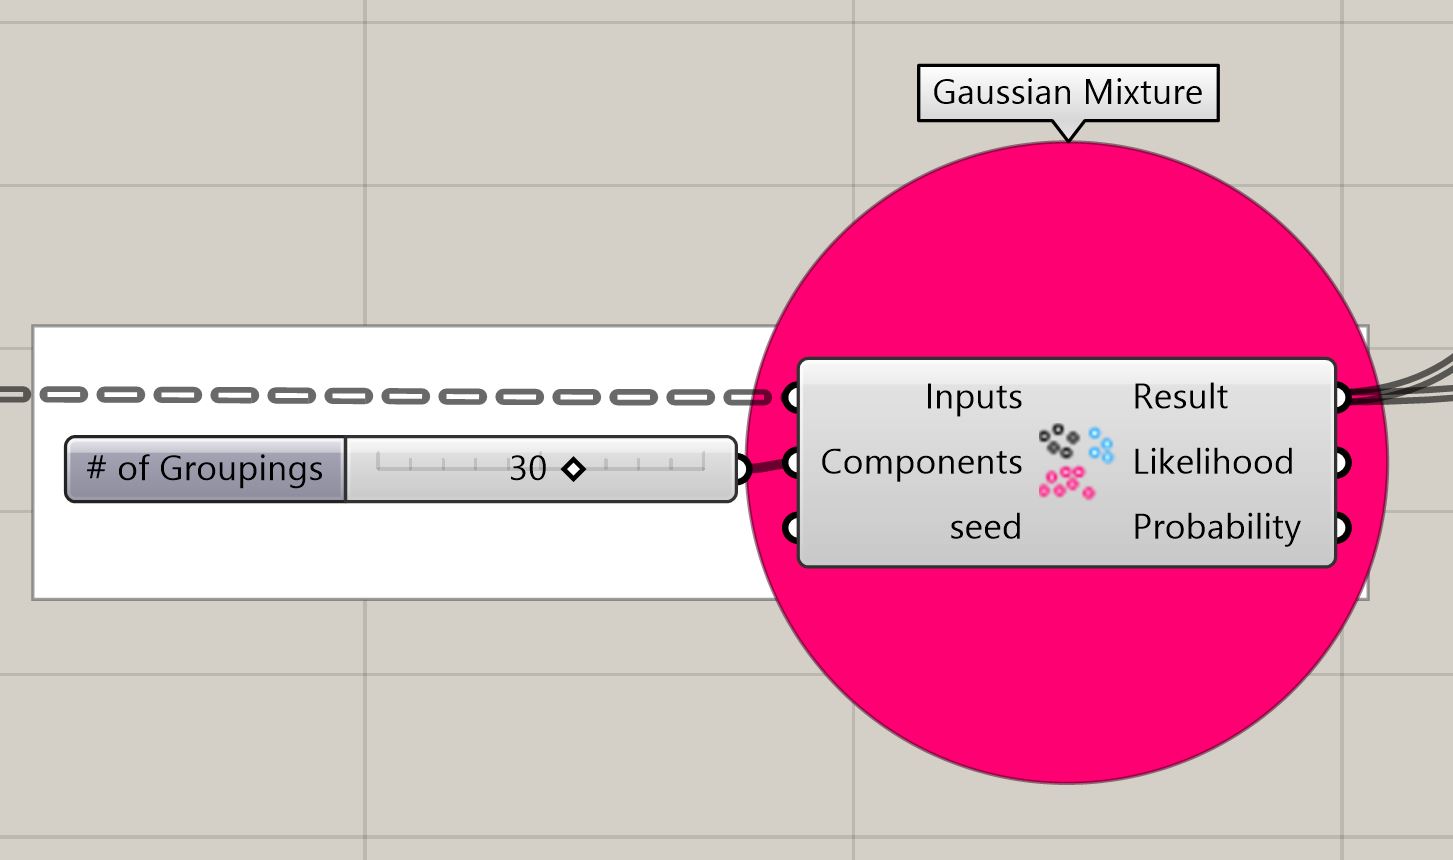 Gaussian Mixture
Inputs
Result
# of Groupings
30
Components
Likelihood
seed
Probability